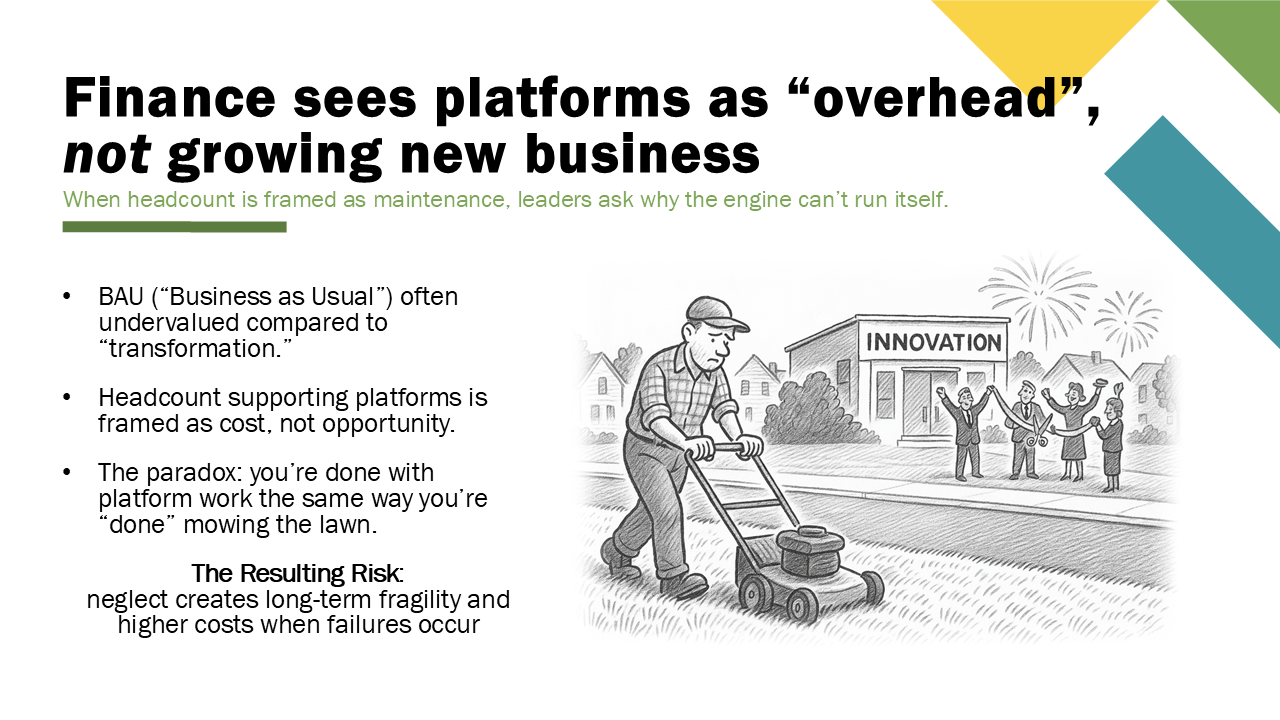 Finance sees platforms as “overhead”,
not growing new business
When headcount is framed as maintenance, leaders ask why the engine can’t run itself.
• BAU (“Business as Usual”) often
undervalued compared to
“transformation.”
• Headcount supporting platforms is
framed as cost, not opportunity.
• The paradox: you’re done with
platform work the same way you’re
“done” mowing the lawn.
The Resulting Risk:
neglect creates long-term fragility and
higher costs when failures occur
INNOVATION